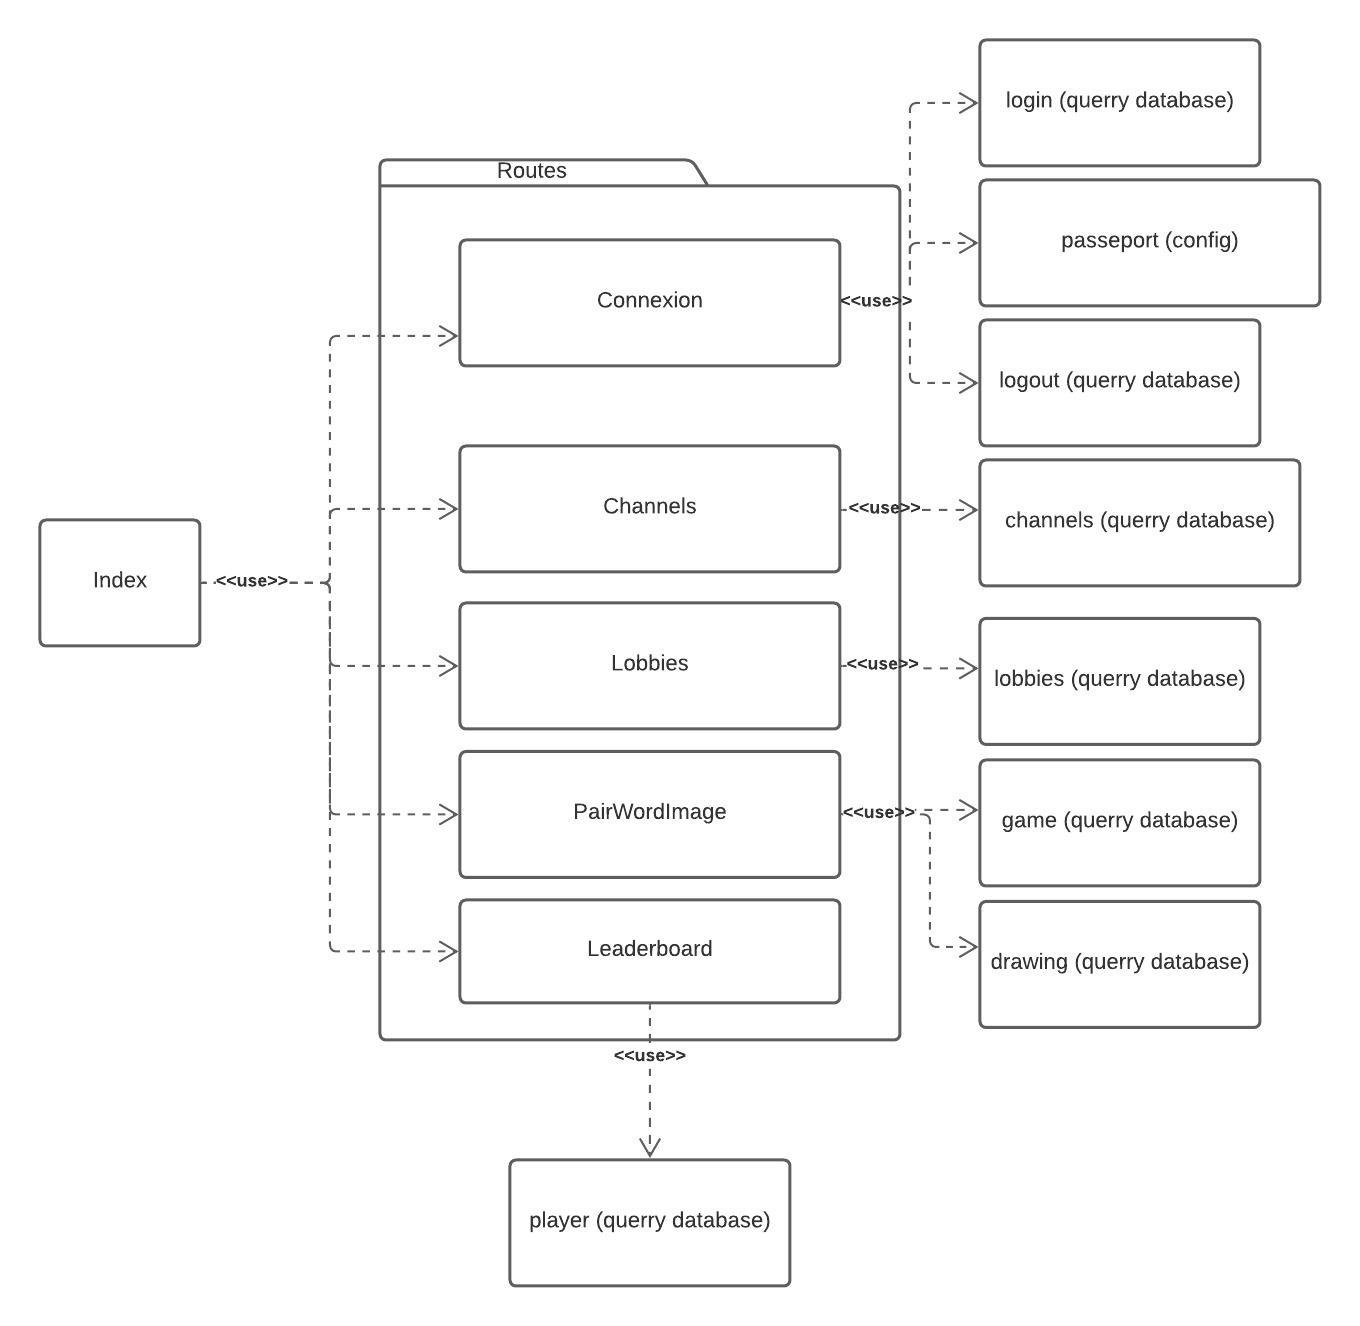 login (querry database)
Routes
passeport (config)
Connexion
<<use>>
logout (querry database)
Channels
<<use>>
channels (querry database)
Index
<<use>>
Lobbies
<<use>>
lobbies (querry database)
PairWordImage
<<use>>
game (querry database)
Leaderboard
drawing (querry database)
<<use>>
player (querry database)